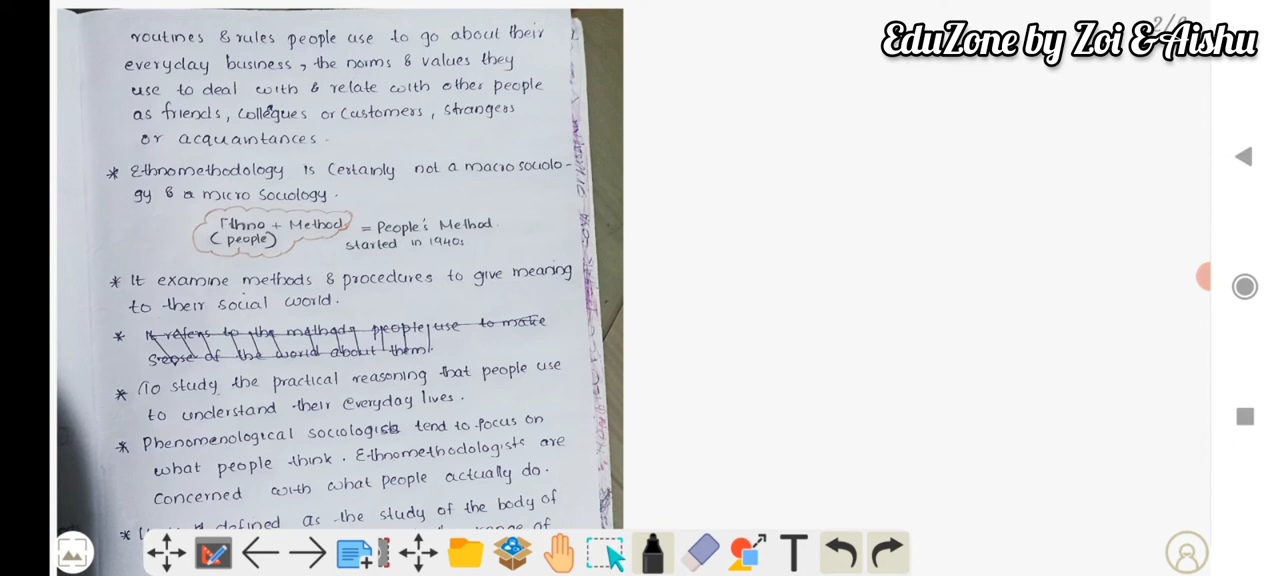 EduZone by Zoi & Aishu
routines & rules people use to go about their
everyday business, the norms & values they
use to deal with & relate with other people
as friends, collegues or customers, strangers
or acquaintances.
* Ethnomethodology is certainly not a macro sociolo-
gy & a micro sociology.
Ethno + Method = People's Method.
(people) started in 1940s
* It examine methods & procedures to give meaning
to their social world.
* It refers to the methods people use to make
sense of the world about them.
* To study the practical reasoning that people use
to understand their everyday lives.
* Phenomenological sociologists tend to focus on
what people think. Ethnomethodologists are
concerned with what people actually do.
* defined as the study of the body of
range of